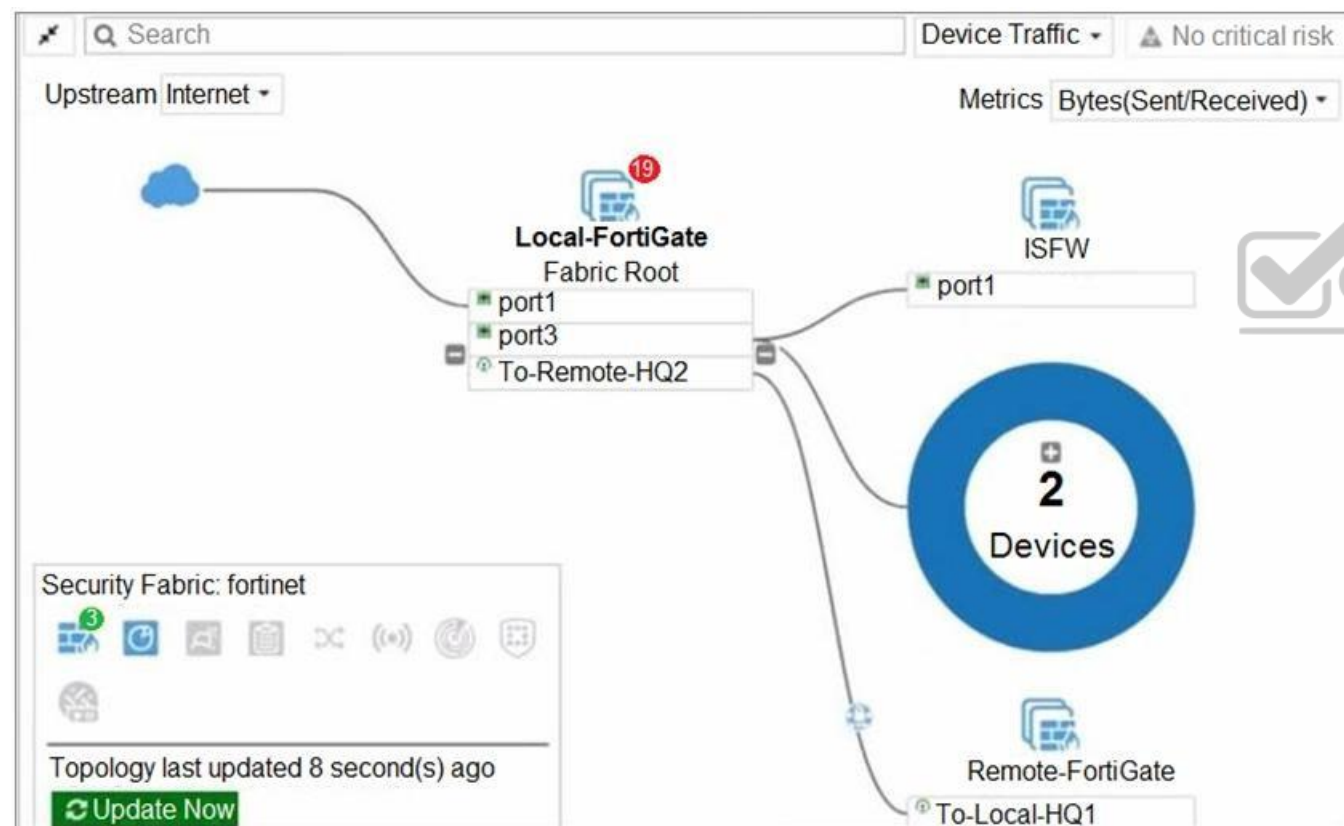 Search
Device Traffic
No critical risk
Upstream Internet
Metrics Bytes(Sent/Received)
19
Local-FortiGate
Fabric Root
port1
port3
To-Remote-HQ2
ISFW
port1
2
Devices
Security Fabric: fortinet
3
Topology last updated 8 second(s) ago
Update Now
Remote-FortiGate
To-Local-HQ1